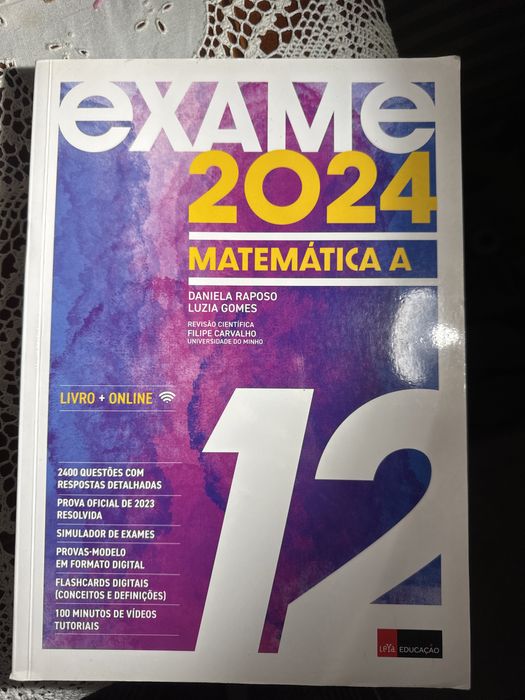 exame
2024
MATEMÁTICA A
DANIELA RAPOSO
LUZIA GOMES
REVISÃO CIENTÍFICA
FILIPE CARVALHO
UNIVERSIDADE DO MINHO
LIVRO + ONLINE
12
2400 QUESTÕES COM
RESPOSTAS DETALHADAS
PROVA OFICIAL DE 2023
RESOLVIDA
SIMULADOR DE EXAMES
PROVAS-MODELO
EM FORMATO DIGITAL
FLASHCARDS DIGITAIS
(CONCEITOS E DEFINIÇÕES)
100 MINUTOS DE VÍDEOS
TUTORIAIS
LeYa EDUCAÇÃO